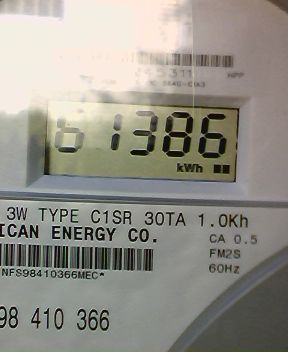 61386
kWh
3W TYPE C1SR 30TA 1.0Kh
ICAN ENERGY CO.
CA 0.5
FM2S
NFS98410366MEC*
60Hz
98 410 366